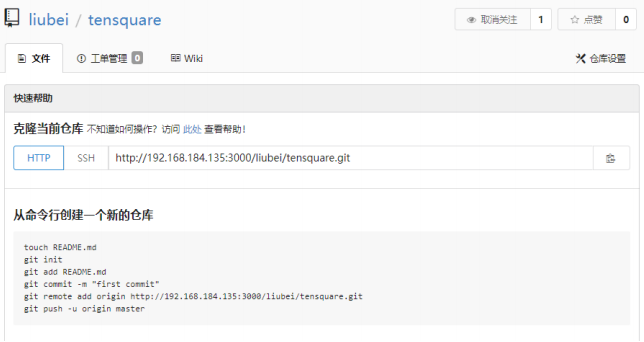 liubei / tensquare
取消关注 1 点赞 0
文件 工单管理 0 Wiki 仓库设置
快速帮助
克隆当前仓库 不知道如何操作？访问 此处 查看帮助！
HTTP SSH http://192.168.184.135:3000/liubei/tensquare.git
从命令行创建一个新的仓库
touch README.md
git init
git add README.md
git commit -m "first commit"
git remote add origin http://192.168.184.135:3000/liubei/tensquare.git
git push -u origin master